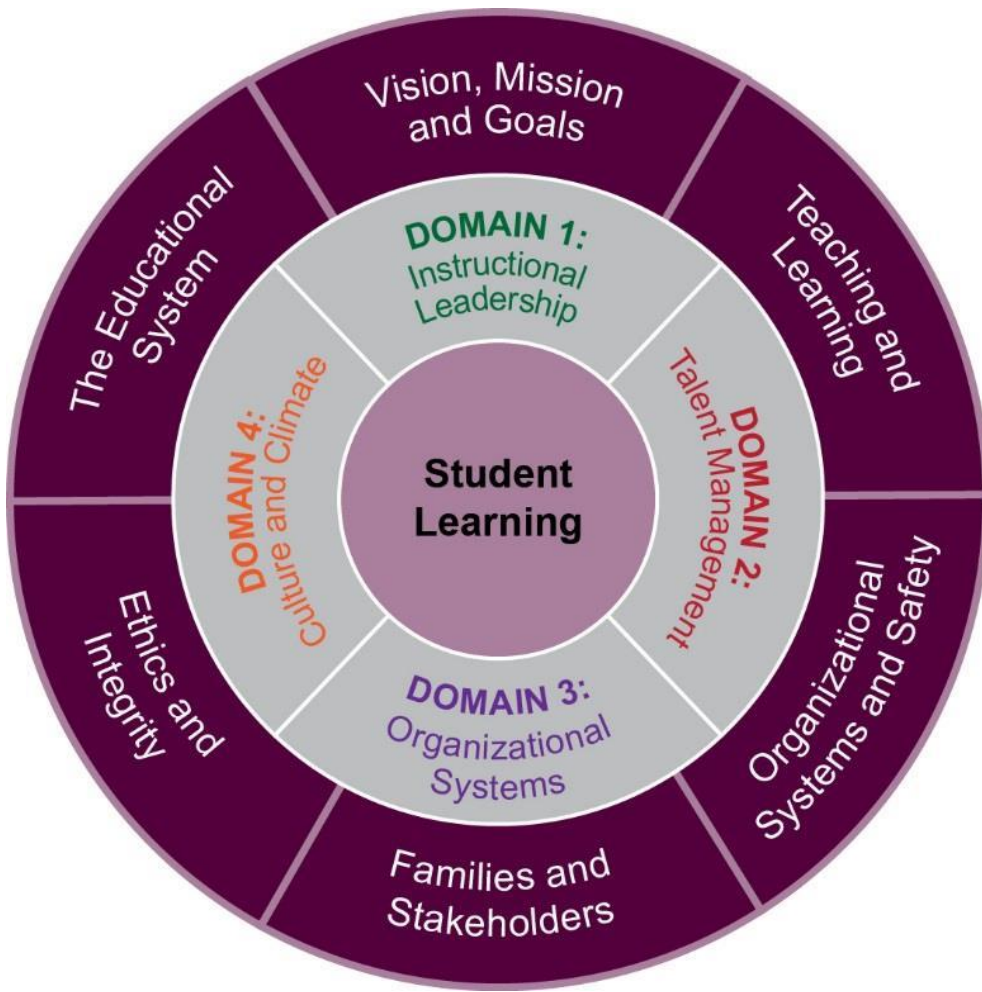 Vision, Mission
and Goals
Teaching and
Learning
Organizational
Systems and Safety
Families and
Stakeholders
Ethics and
Integrity
The Educational
System
DOMAIN 1:
Instructional
Leadership
DOMAIN 2:
Talent Management
DOMAIN 3:
Organizational
Systems
DOMAIN 4:
Culture and Climate
Student
Learning